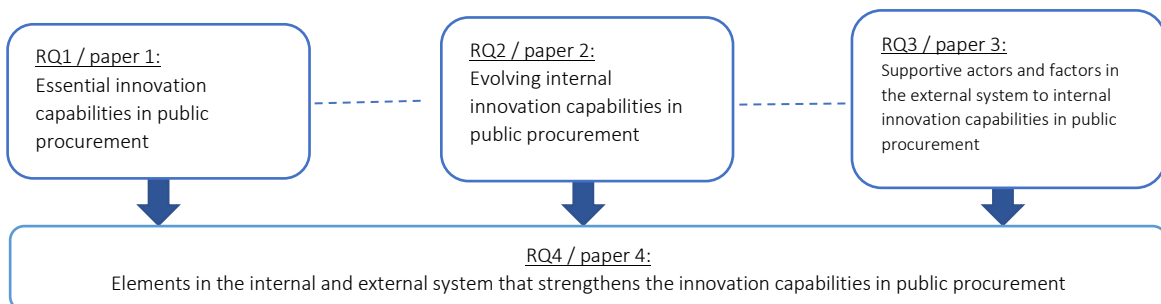 RQ1 / paper 1:
Essential innovation
capabilities in public
procurement
RQ2 / paper 2:
Evolving internal
innovation capabilities in
public procurement
RQ3 / paper 3:
Supportive actors and factors in
the external system to internal
innovation capabilities in public
procurement
RQ4 / paper 4:
Elements in the internal and external system that strengthens the innovation capabilities in public procurement